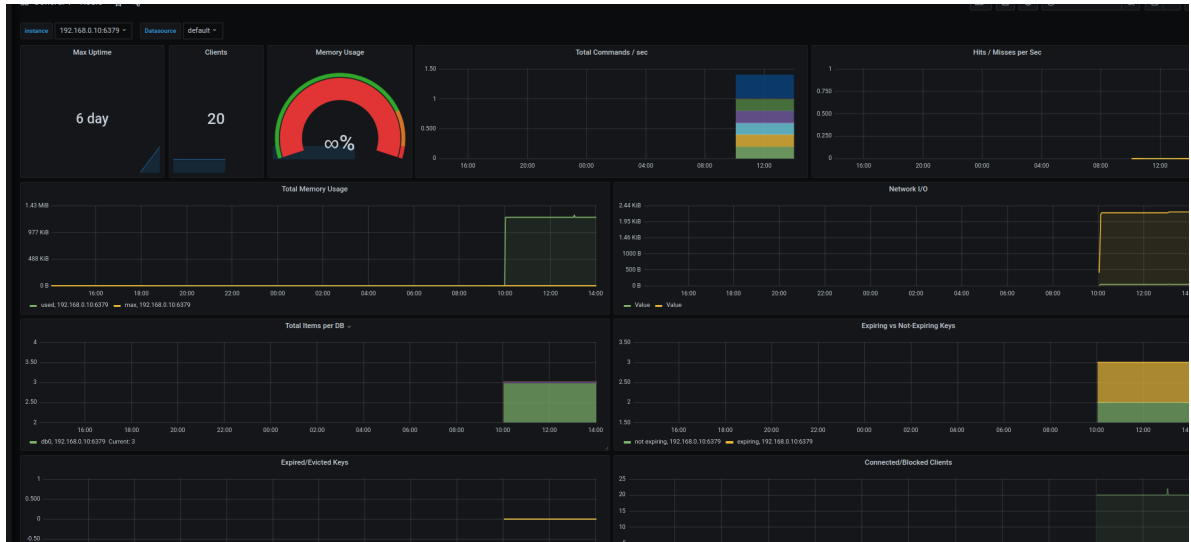 instance 192.168.0.10:6379 Datasource default
Max Uptime
6 day
Clients
20
Memory Usage
∞%
Total Commands / sec
1.50
1
0.500
0
16:00 20:00 00:00 04:00 08:00 12:00
Hits / Misses per Sec
1
0.750
0.500
0.250
0
16:00 20:00 00:00 04:00 08:00 12:00
Total Memory Usage
1.43 MiB
977 KiB
488 KiB
0 B
16:00 18:00 20:00 22:00 00:00 02:00 04:00 06:00 08:00 10:00 12:00 14:00
used, 192.168.0.10:6379 max, 192.168.0.10:6379
Network I/O
2.44 KiB
1.95 KiB
1.46 KiB
1000 B
500 B
0 B
16:00 18:00 20:00 22:00 00:00 02:00 04:00 06:00 08:00 10:00 12:00
Value Value
Total Items per DB
4
3.50
3
2.50
2
16:00 18:00 20:00 22:00 00:00 02:00 04:00 06:00 08:00 10:00 12:00 14:00
db0, 192.168.0.10:6379 Current: 3
Expiring vs Not-Expiring Keys
3.50
3
2.50
2
1.50
16:00 18:00 20:00 22:00 00:00 02:00 04:00 06:00 08:00 10:00 12:00
not expiring, 192.168.0.10:6379 expiring, 192.168.0.10:6379
Expired/Evicted Keys
1
0.500
0
-0.50
Connected/Blocked Clients
25
20
15
10